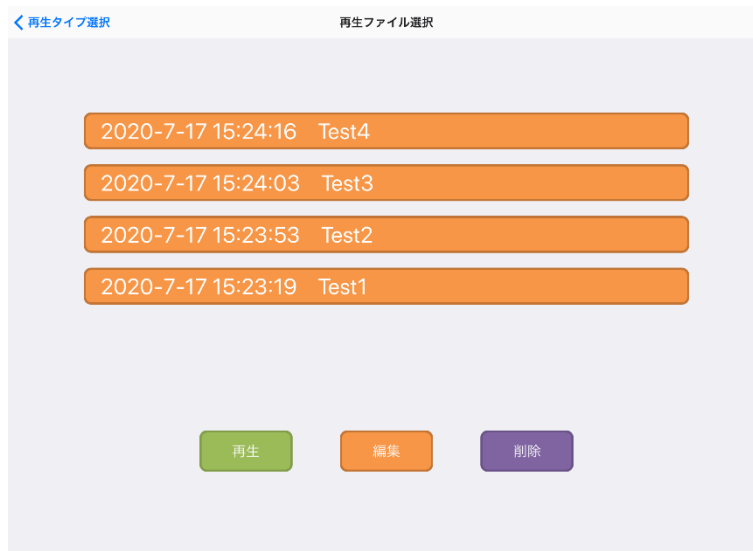 再生タイプ選択 再生ファイル選択
2020-7-17 15:24:16 Test4
2020-7-17 15:24:03 Test3
2020-7-17 15:23:53 Test2
2020-7-17 15:23:19 Test1
再生 編集 削除